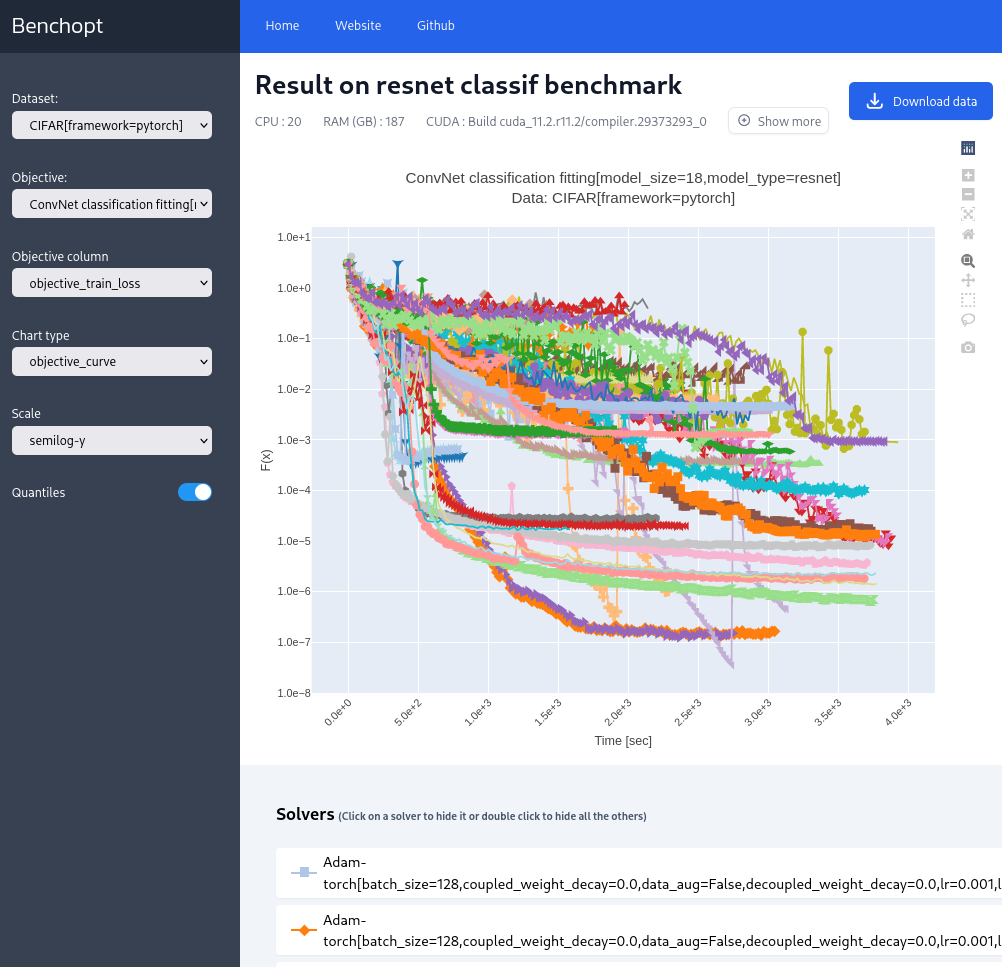 Benchopt
Home Website Github
Result on resnet classif benchmark
CPU : 20 RAM (GB) : 187 CUDA : Build cuda_11.2.r11.2/compiler.29373293_0 Show more
Download data
Dataset:
CIFAR[framework=pytorch]
Objective:
ConvNet classification fitting[
Objective column
objective_train_loss
Chart type
objective_curve
Scale
semilog-y
Quantiles
ConvNet classification fitting[model_size=18,model_type=resnet]
Data: CIFAR[framework=pytorch]
1.0e+1
1.0e+0
1.0e−1
1.0e−2
1.0e−3
1.0e−4
1.0e−5
1.0e−6
1.0e−7
1.0e−8
F(x)
0.0e+0 5.0e+2 1.0e+3 1.5e+3 2.0e+3 2.5e+3 3.0e+3 3.5e+3 4.0e+3
Time [sec]
Solvers (Click on a solver to hide it or double click to hide all the others)
Adam-
torch[batch_size=128,coupled_weight_decay=0.0,data_aug=False,decoupled_weight_decay=0.0,lr=0.001,l
Adam-
torch[batch_size=128,coupled_weight_decay=0.0,data_aug=False,decoupled_weight_decay=0.0,lr=0.001,l